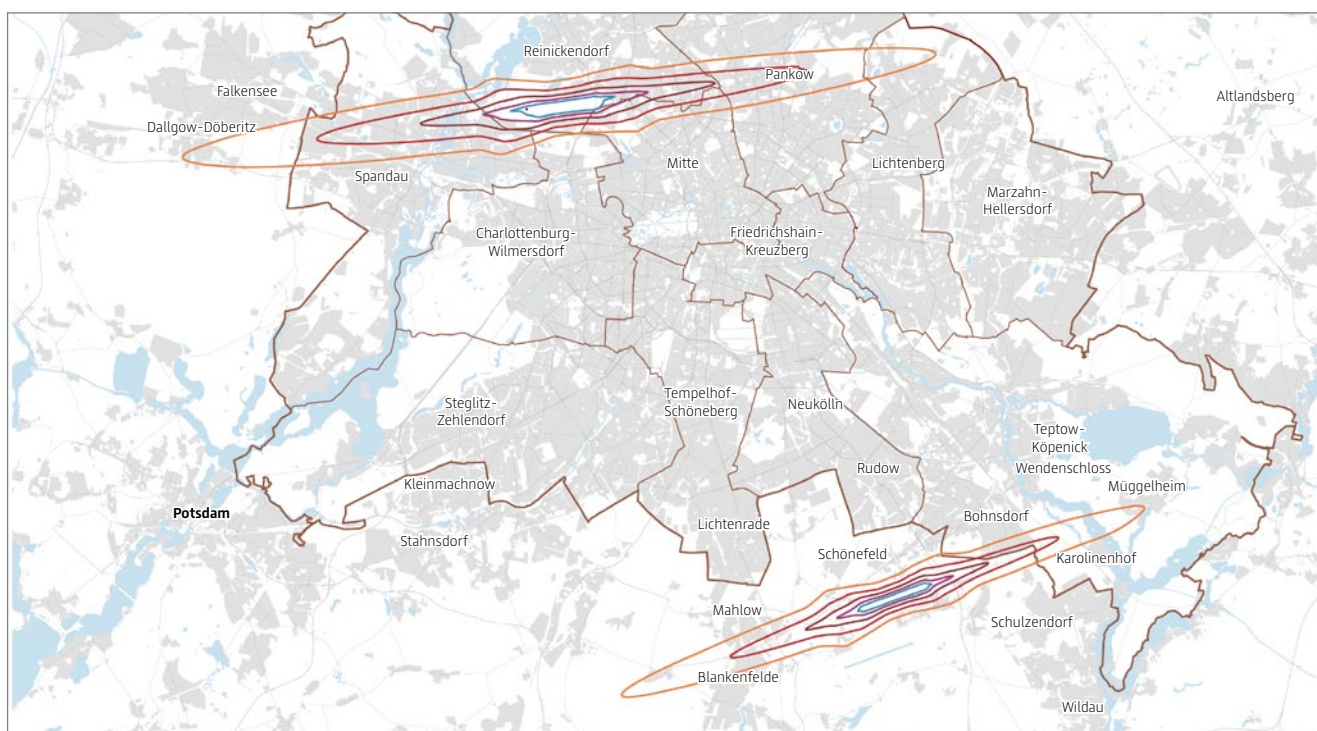 Reinickendorf
Pankow
Falkensee
Altlandsberg
Dallgow-Döberitz
Mitte
Lichtenberg
Spandau
Marzahn-
Hellersdorf
Charlottenburg-
Wilmersdorf
Friedrichshain-
Kreuzberg
Tempelhof-
Schöneberg
Steglitz-
Zehlendorf
Neukölln
Teptow-
Köpenick
Wendenschloss
Rudow
Müggelheim
Kleinmachnow
Potsdam
Bohnsdorf
Lichtenrade
Stahnsdorf
Schönefeld
Karolinenhof
Mahlow
Schulzendorf
Blankenfelde
Wildau